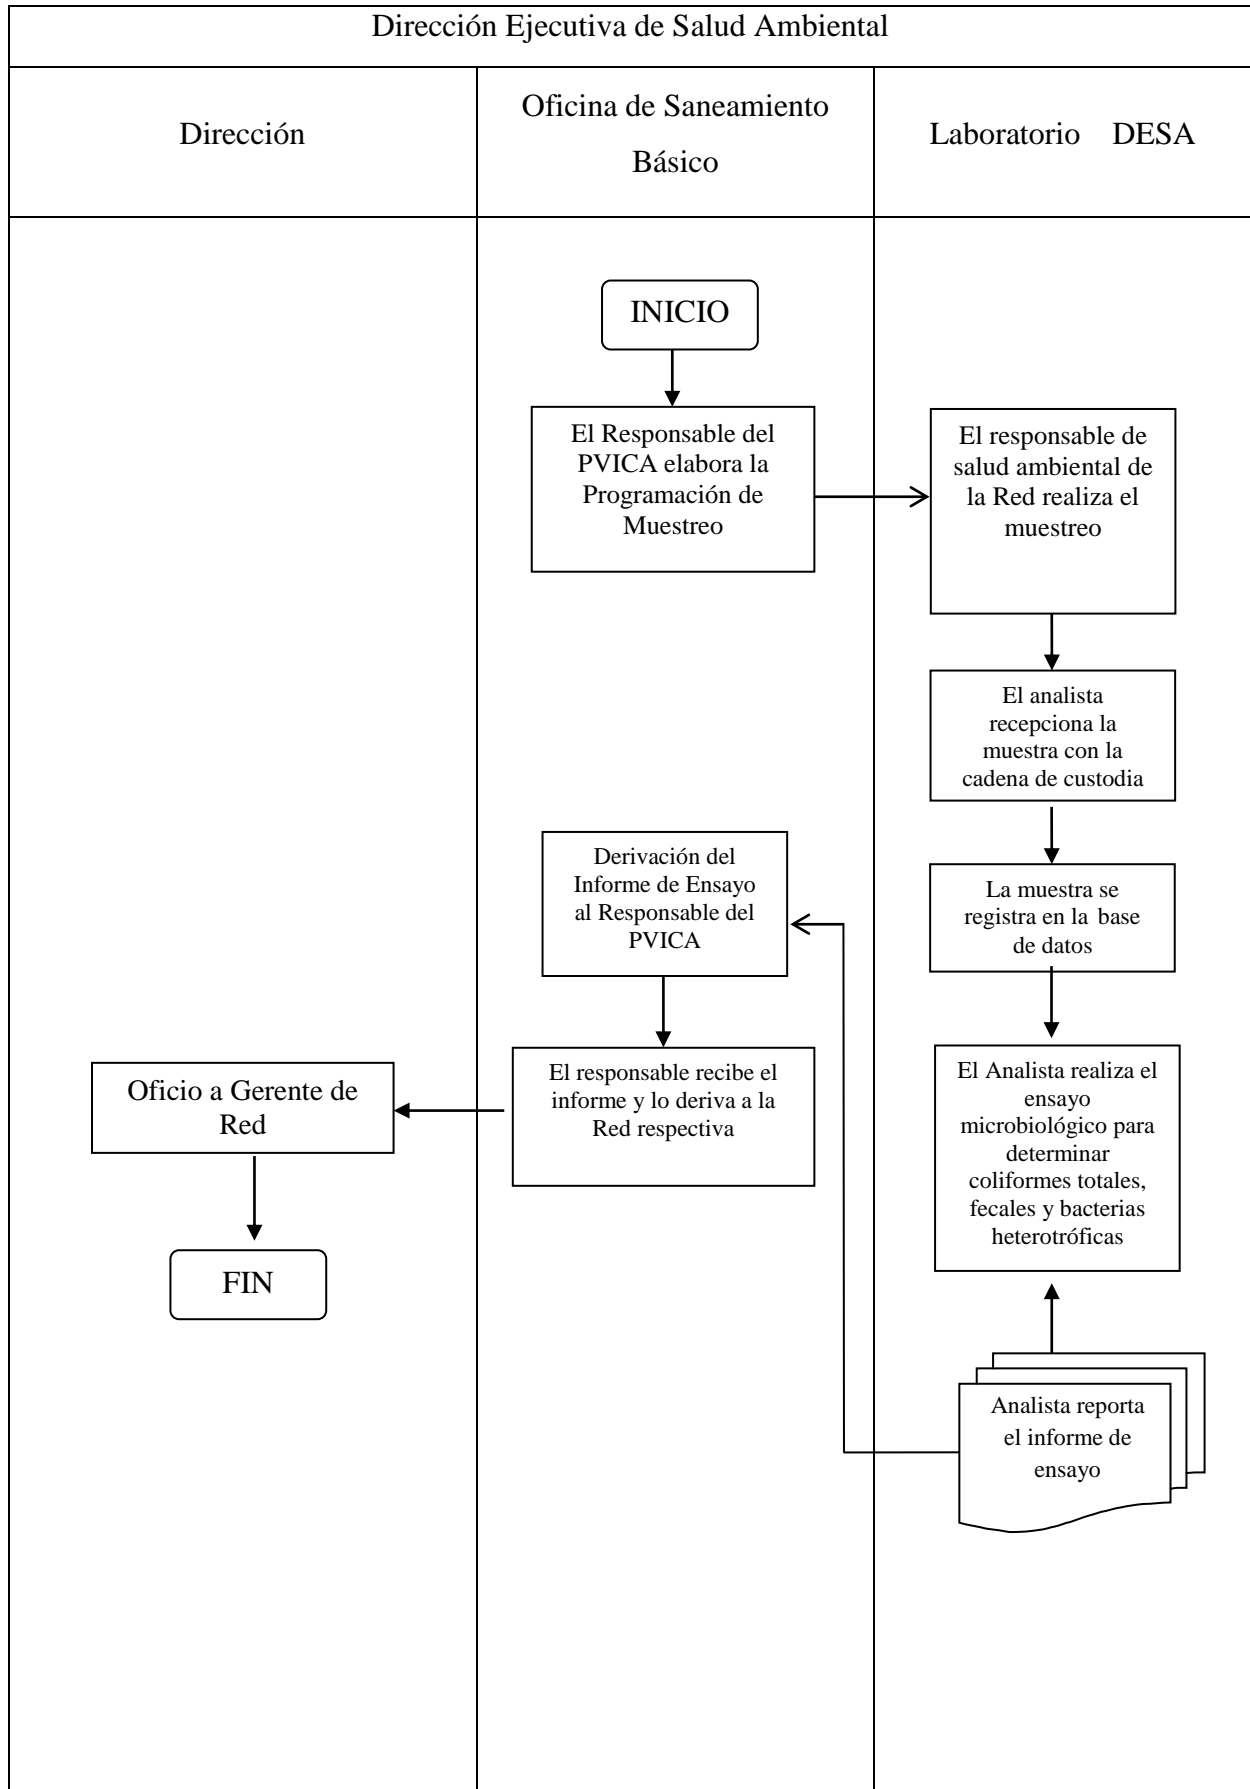 Dirección Ejecutiva de Salud Ambiental
Dirección
Oficina de Saneamiento
Básico
Laboratorio DESA
INICIO
El Responsable del
PVICA elabora la
Programación de
Muestreo
El responsable de
salud ambiental de
la Red realiza el
muestreo
El analista
recepciona la
muestra con la
cadena de custodia
La muestra se
registra en la base
de datos
El Analista realiza el
ensayo
microbiológico para
determinar
coliformes totales,
fecales y bacterias
heterotróficas
Analista reporta
el informe de
ensayo
Derivación del
Informe de Ensayo
al Responsable del
PVICA
El responsable recibe el
informe y lo deriva a la
Red respectiva
Oficio a Gerente de
Red
FIN